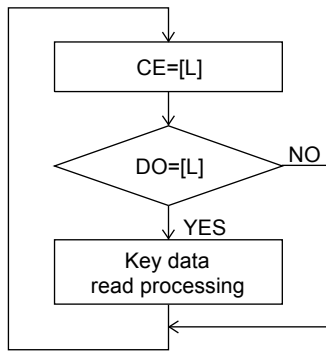 CE=[L]
DO=[L]
NO
YES
Key data
read processing